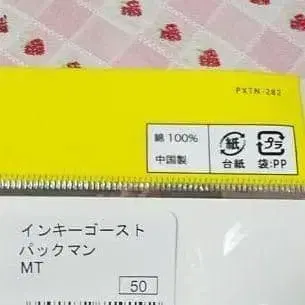 PXTN-282
綿 100%
中国製
紙
台紙
プラ
袋:PP
インキーゴースト
パックマン
MT
50